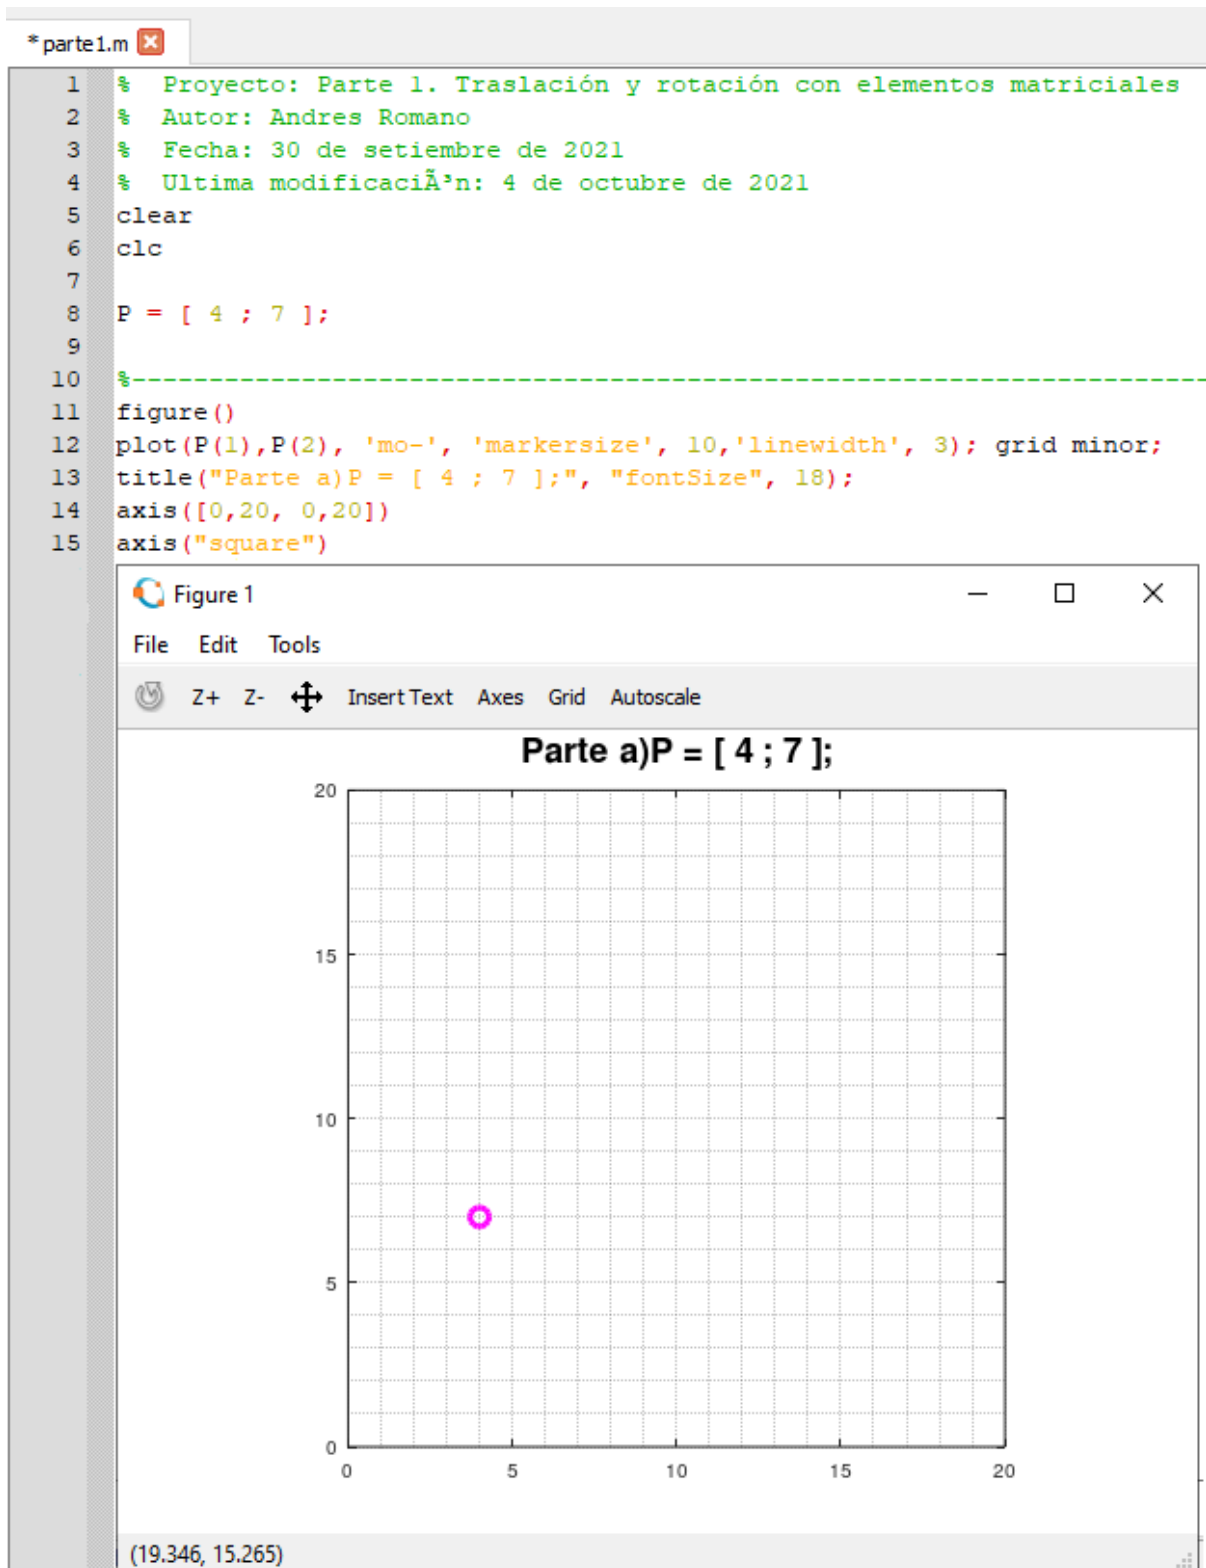 *parte1.m
1 %  Proyecto: Parte 1. Traslación y rotación con elementos matriciales
2 %  Autor: Andres Romano
3 %  Fecha: 30 de setiembre de 2021
4 %  Ultima modificaciÃ³n: 4 de octubre de 2021
5 clear
6 clc
7
8 P = [ 4 ; 7 ];
9
10 %----------------------------------------------------------------------
11 figure()
12 plot(P(1),P(2), 'mo-', 'markersize', 10,'linewidth', 3); grid minor;
13 title("Parte a)P = [ 4 ; 7 ];", "fontSize", 18);
14 axis([0,20, 0,20])
15 axis("square")
Figure 1
File Edit Tools
Z+ Z- Insert Text Axes Grid Autoscale
Parte a)P = [ 4 ; 7 ];
20
15
10
5
0
0 5 10 15 20
(19.346, 15.265)